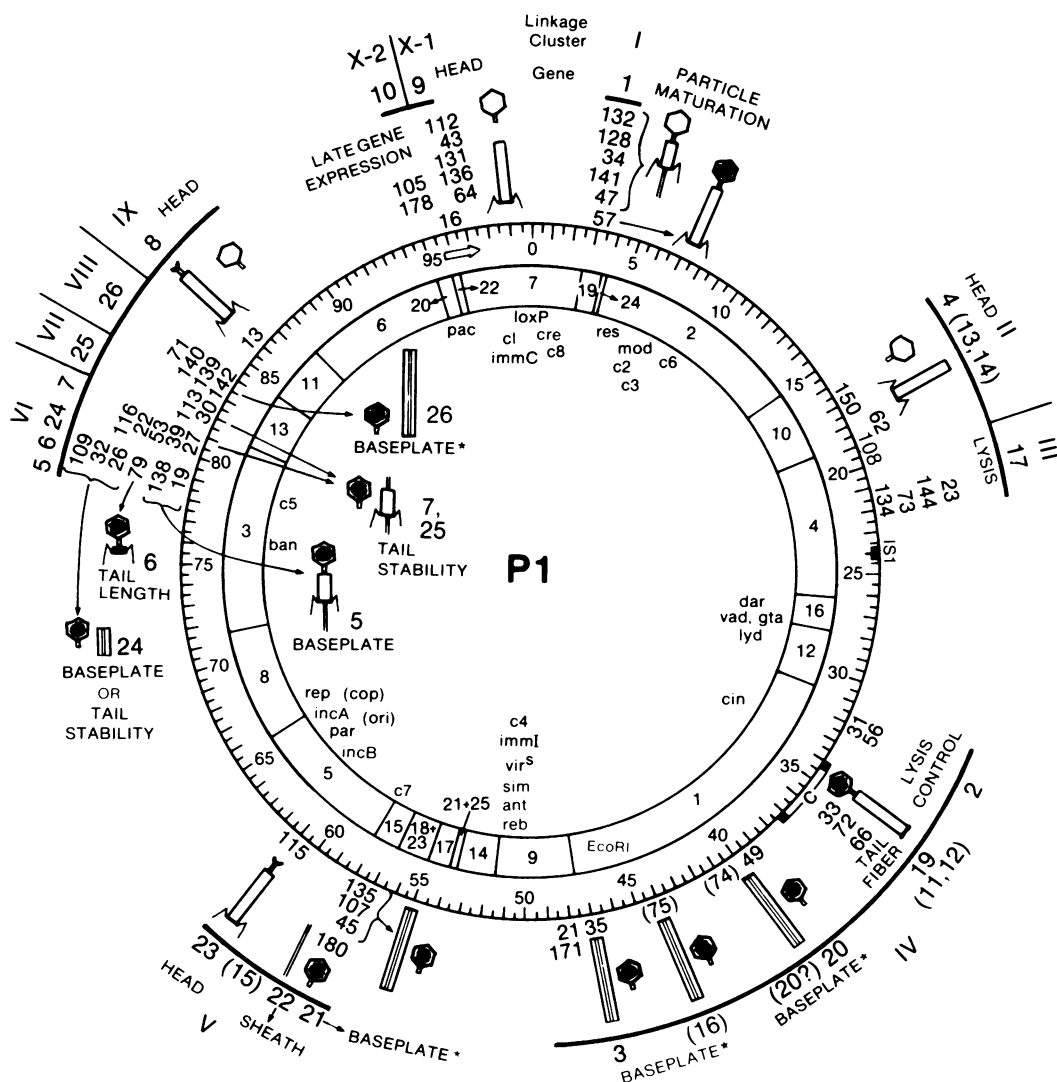 Linkage
Cluster
I
Gene
1
X-2 X-1
10 9 HEAD
LATE GENE
EXPRESSION
112
43
131
105 136
178 64
16
132
128
34
141
47
57
PARTICLE
MATURATION
HEAD II
4 (13,14)
III
17
LYSIS
150 62
108
134 73 144 23
IS1
31
56
LYSIS
CONTROL
2
C
33
72
66
TAIL
FIBER
19
(11,12)
IV
49
(74)
(75)
20
BASEPLATE*
(20?)
(16)
BASEPLATE*
3
21 35
171
135
107
45
180
115
23
HEAD
V
(15)
22
SHEATH
21
BASEPLATE*
IX
8 HEAD
VIII
26
VII
25
VI
7
24
6
5
13
71
140
139
142
113
30
116
22
53
39
27
109
32
26
79
138
19
6
TAIL
LENGTH
24
BASEPLATE
OR
TAIL
STABILITY
26
BASEPLATE*
7,
25
TAIL
STABILITY
5
BASEPLATE
P1
0
5
10
15
20
25
30
35
40
45
50
55
60
65
70
75
80
85
90
95
7
19
24
2
10
4
16
12
1
EcoRI
9
14
21+25
17
18+
23
15
5
8
3
13
11
6
20
22
pac
loxP
cI cre
immC c8
res
mod
c2 c6
c3
dar
vad, gta
lyd
cin
c4
immI
virs
sim
ant
reb
c7
rep (cop)
incA (ori)
par
incB
ban
c5